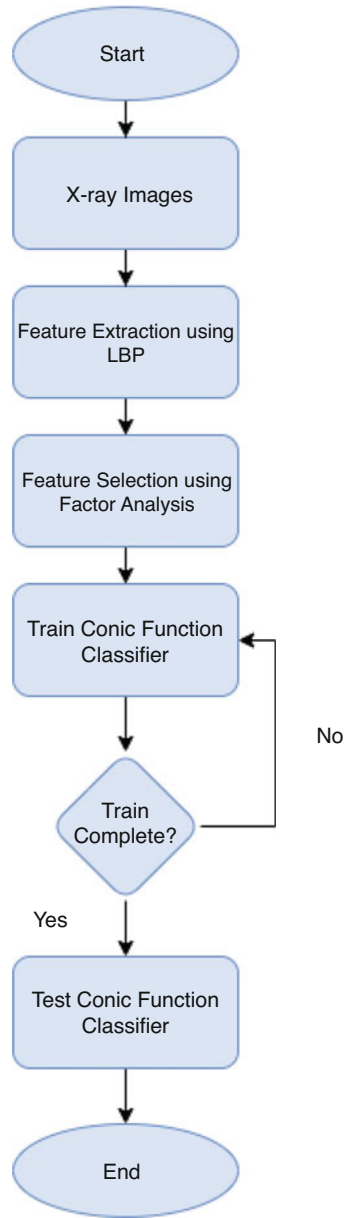 Start
X-ray Images
Feature Extraction using
LBP
Feature Selection using
Factor Analysis
Train Conic Function
Classifier
No
Train
Complete?
Yes
Test Conic Function
Classifier
End